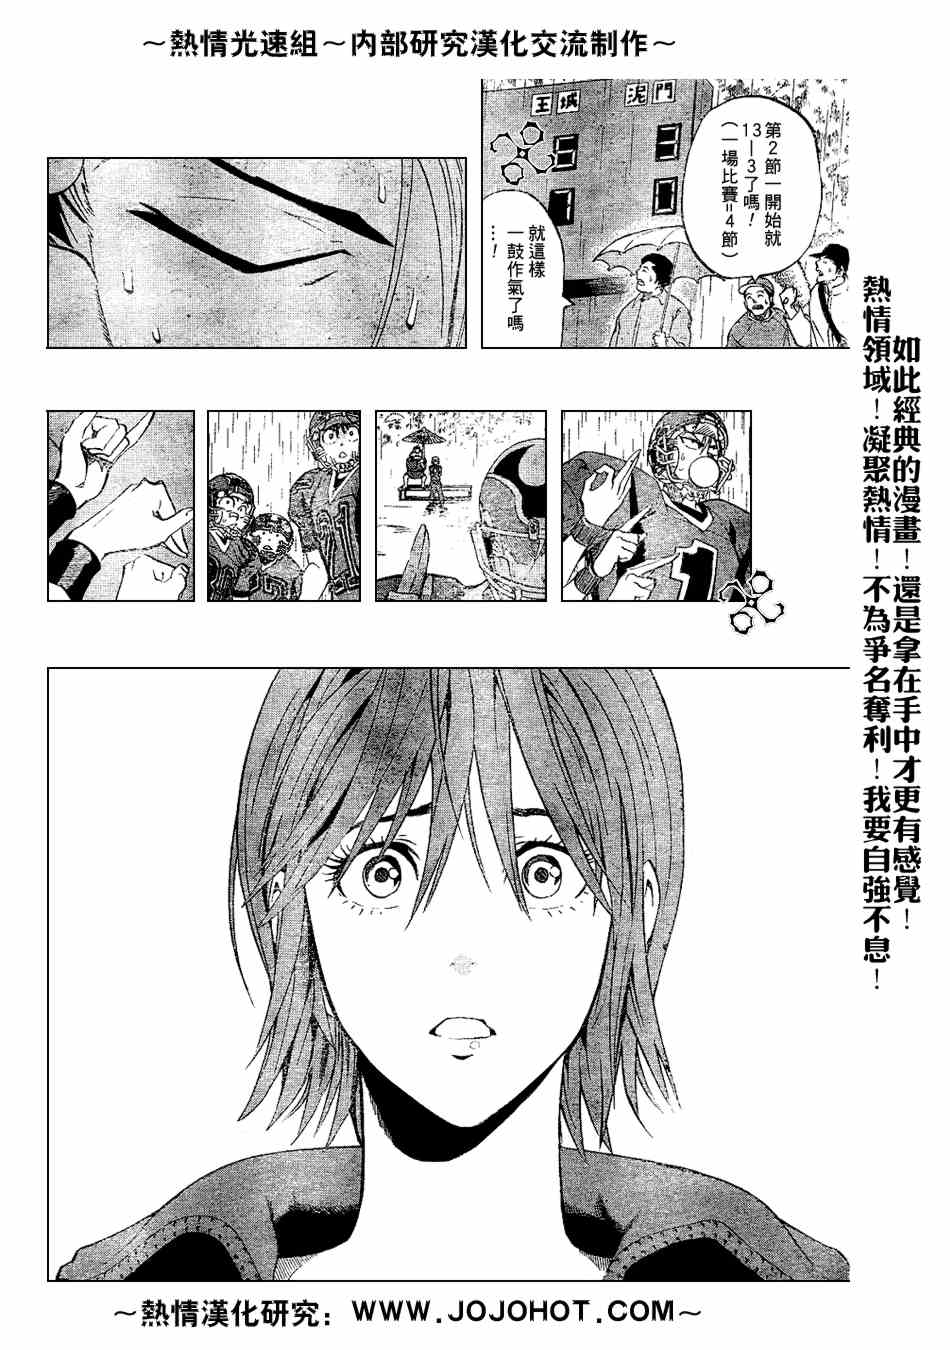 ～熱情光速組～内部研究漢化交流制作～
王城 泥門
第2節一開始就
13—3了嗎！
（一場比賽=4節）
就這樣
一鼓作氣了嗎
…！
1
如此經典的漫畫！還是拿在手中才更有感覺！
熱情領域！凝聚熱情！不為爭名奪利！我要自強不息！
～熱情漢化研究：WWW.JOJOHOT.COM～